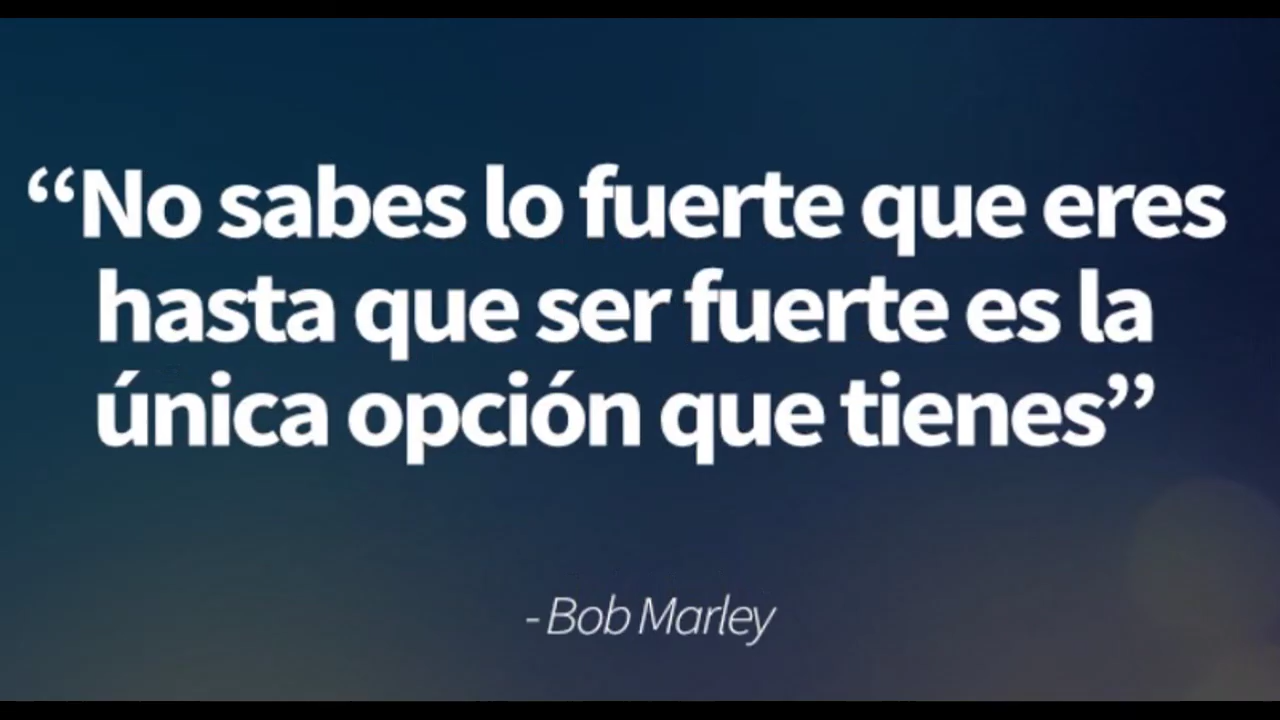 “No sabes lo fuerte que eres
hasta que ser fuerte es la
única opción que tienes”
- Bob Marley